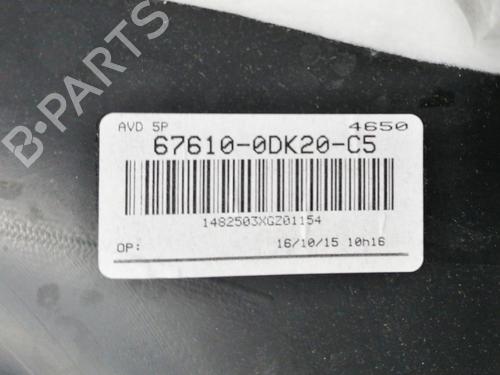 B-PARTS
AVD 5P 4650
67610-0DK20-C5
1482503XGZ01154
OP: 16/10/15 10h16